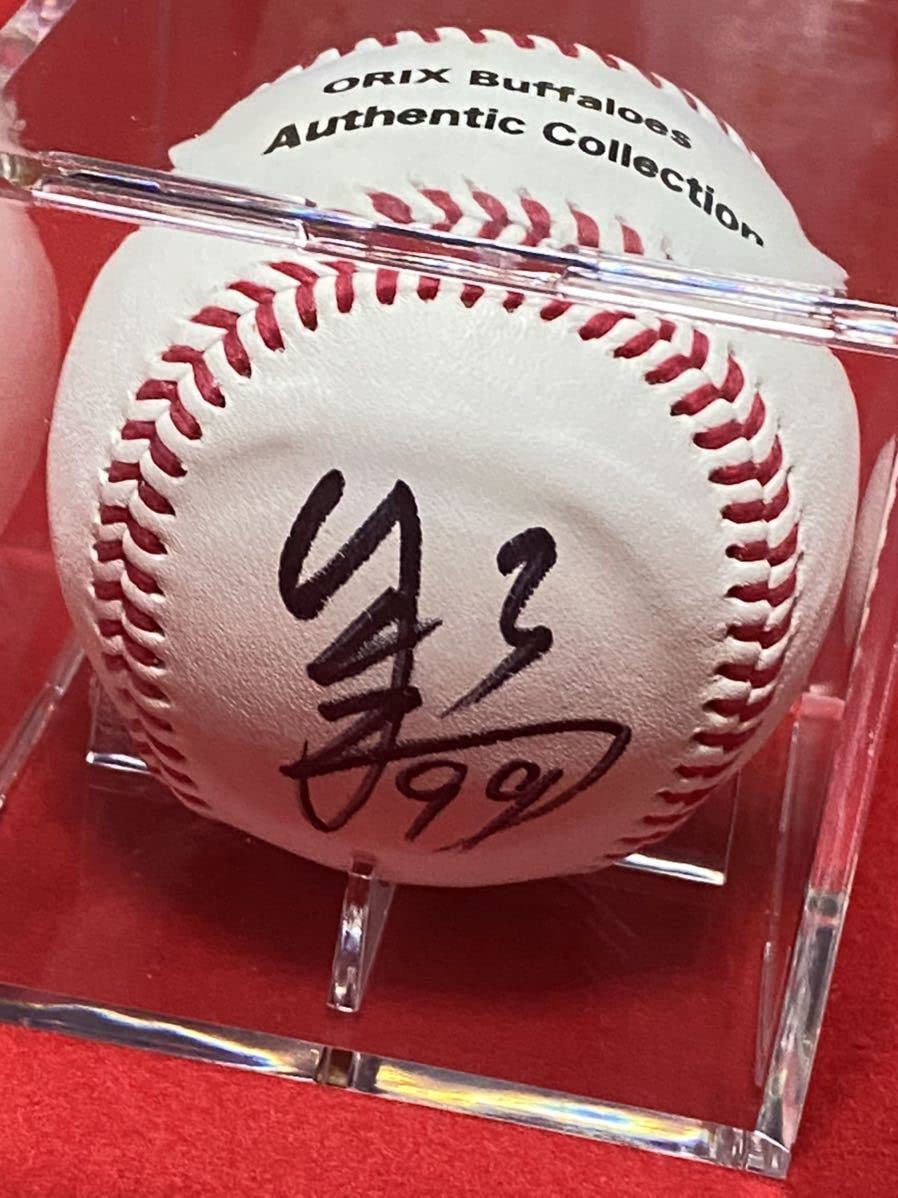 ORIX Buffaloes
Authentic Collection
99